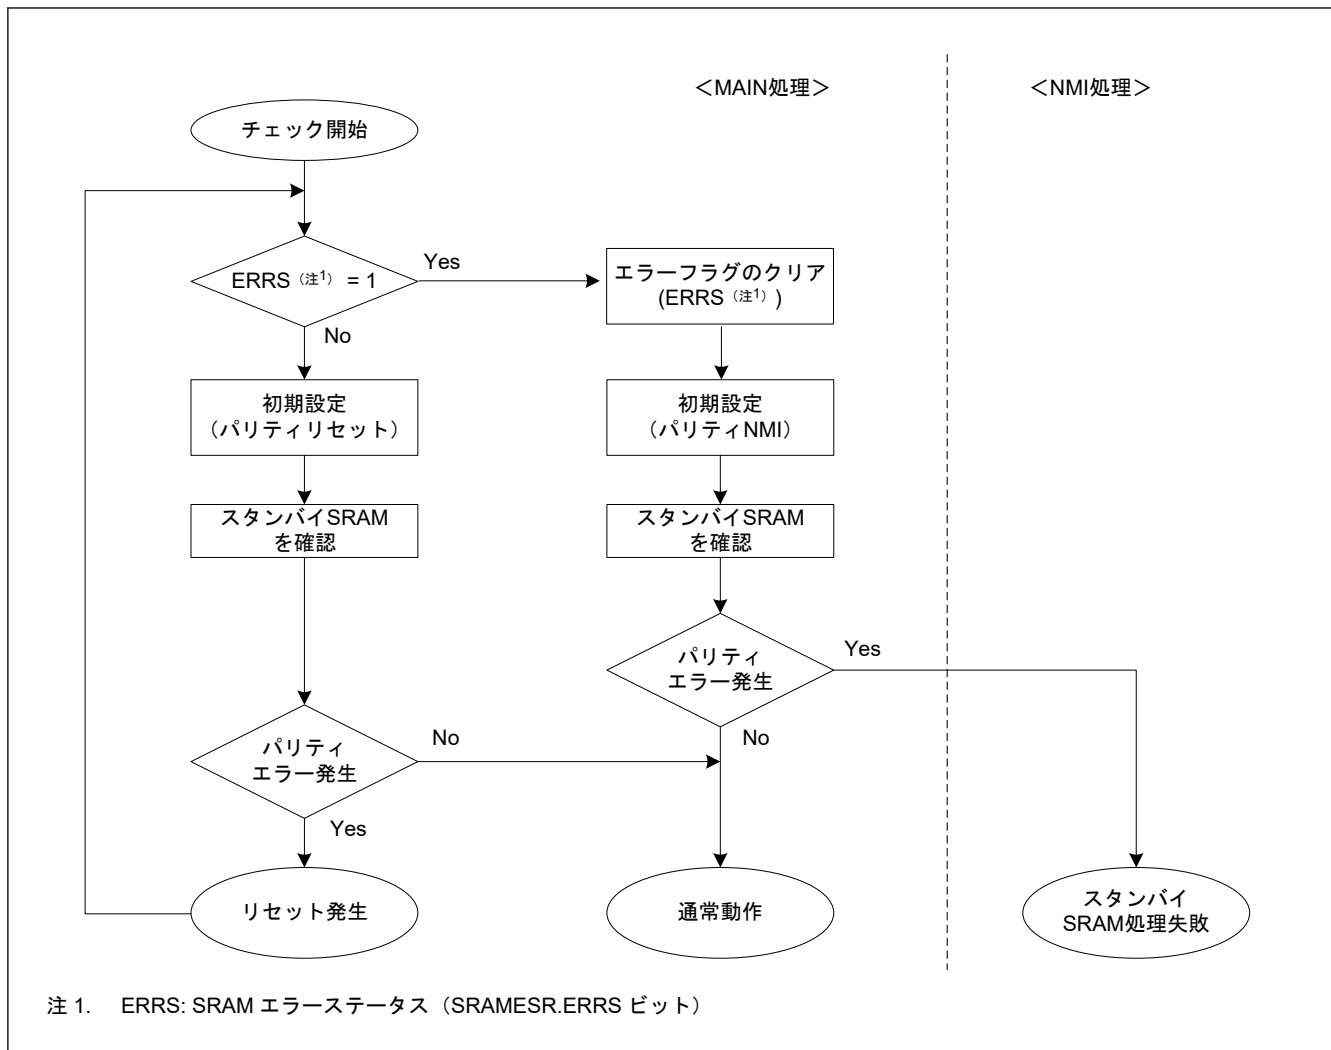 <MAIN処理>
<NMI処理>
チェック開始
ERRS（注1）= 1
Yes
No
エラーフラグのクリア
(ERRS（注1）)
初期設定
（パリティリセット）
初期設定
（パリティNMI）
スタンバイSRAM
を確認
スタンバイSRAM
を確認
パリティ
エラー発生
Yes
No
パリティ
エラー発生
No
Yes
リセット発生
通常動作
スタンバイ
SRAM処理失敗
注 1. ERRS: SRAM エラーステータス（SRAMESR.ERRS ビット）